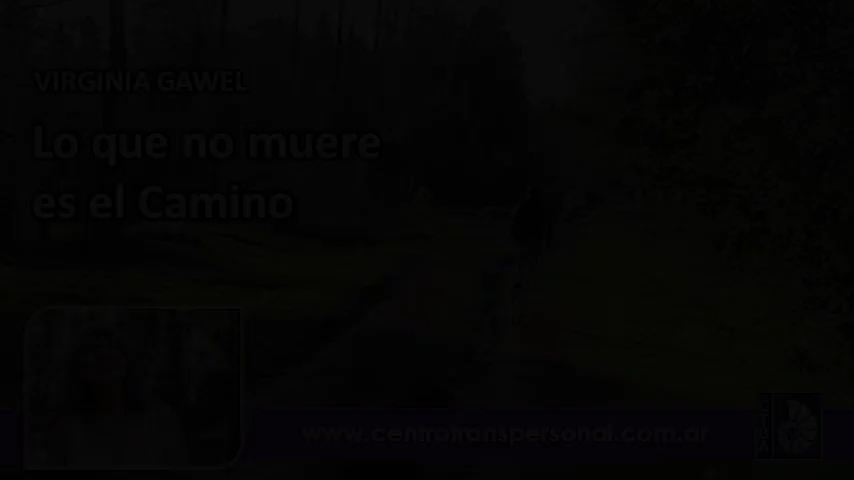 VIRGINIA GAWEL
Lo que no muere
es el Camino
www.centrotranspersonal.com.ar